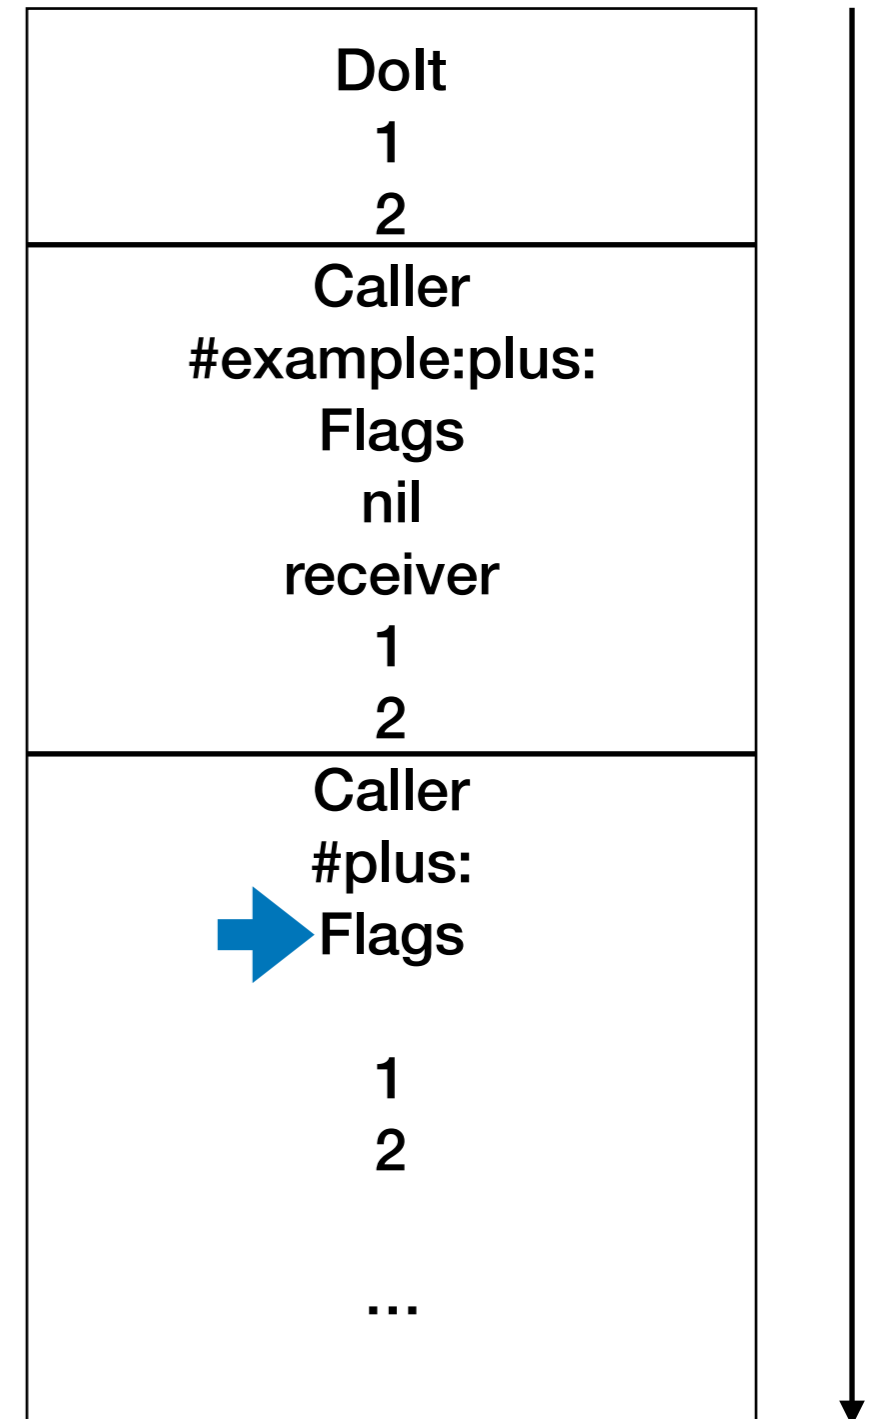 DoIt
1
2
Caller
#example:plus:
Flags
nil
receiver
1
2
Caller
#plus:
Flags
1
2
...